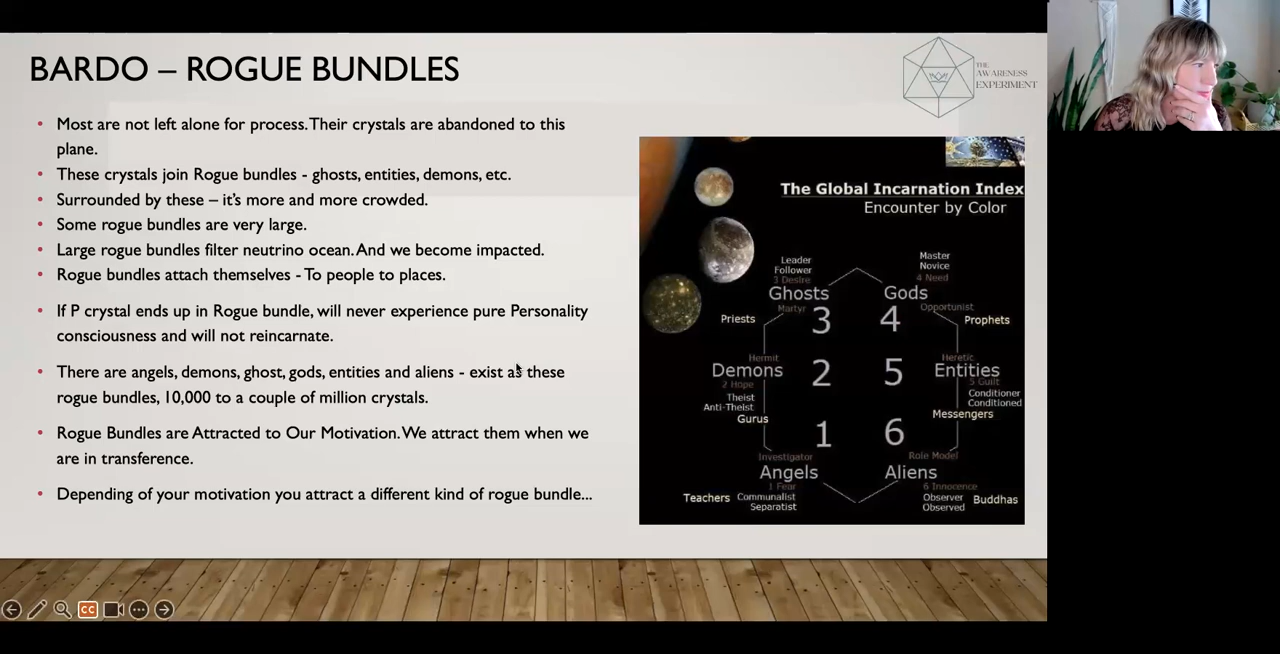 BARDO – ROGUE BUNDLES
THE
AWARENESS
EXPERIMENT
• Most are not left alone for process. Their crystals are abandoned to this
plane.
• These crystals join Rogue bundles - ghosts, entities, demons, etc.
• Surrounded by these – it's more and more crowded.
• Some rogue bundles are very large.
• Large rogue bundles filter neutrino ocean. And we become impacted.
• Rogue bundles attach themselves - To people to places.
• If P crystal ends up in Rogue bundle, will never experience pure Personality
consciousness and will not reincarnate.
• There are angels, demons, ghost, gods, entities and aliens - exist as these
rogue bundles, 10,000 to a couple of million crystals.
• Rogue Bundles are Attracted to Our Motivation. We attract them when we
are in transference.
• Depending of your motivation you attract a different kind of rogue bundle...
The Global Incarnation Index
Encounter by Color
Leader
Follower
3 Desire
Ghosts
Martyr
Priests
3
Master
Novice
4 Need
Gods
Opportunist
Prophets
4
Hermit
Demons
2 Hope
Theist
Anti-Theist
Gurus
2
Heretic
Entities
5 Guilt
Conditioner
Conditioned
Messengers
5
1
Investigator
Angels
1 Fear
Teachers
Communalist
Separatist
6
Role Model
Aliens
6 Innocence
Observer
Observed
Buddhas
CC